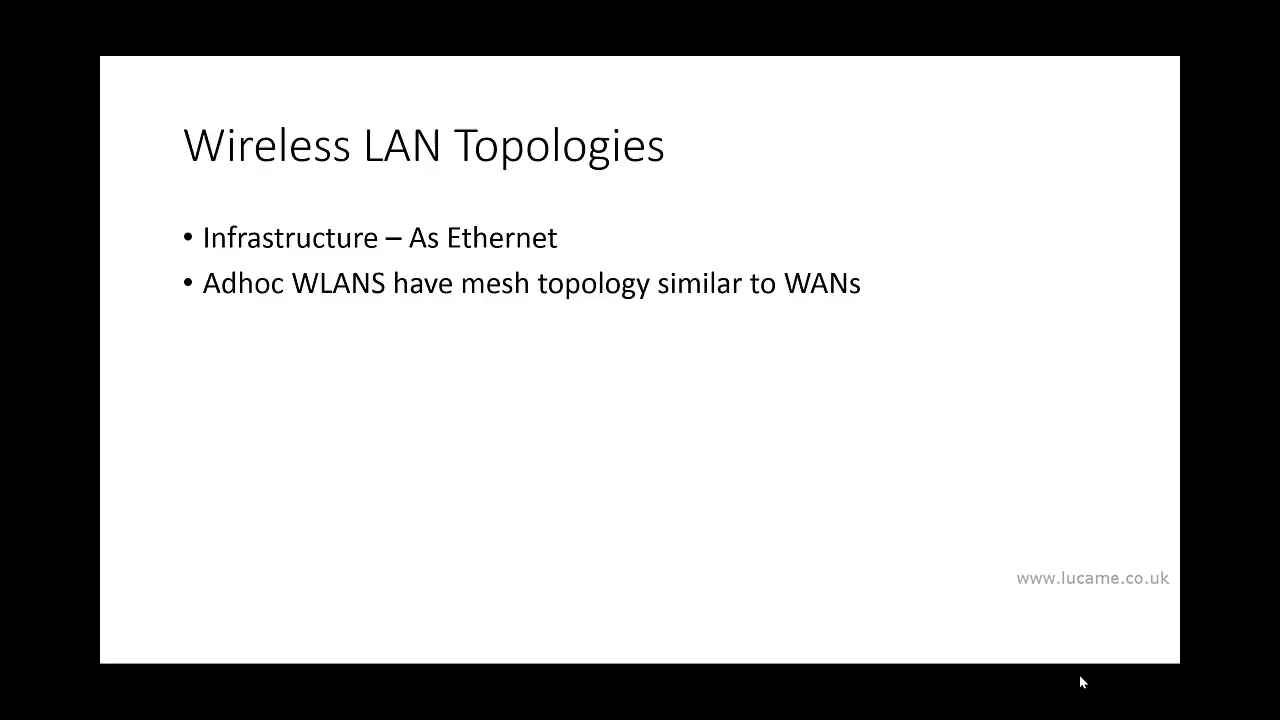 Wireless LAN Topologies
• Infrastructure – As Ethernet
• Adhoc WLANS have mesh topology similar to WANs
www.lucame.co.uk